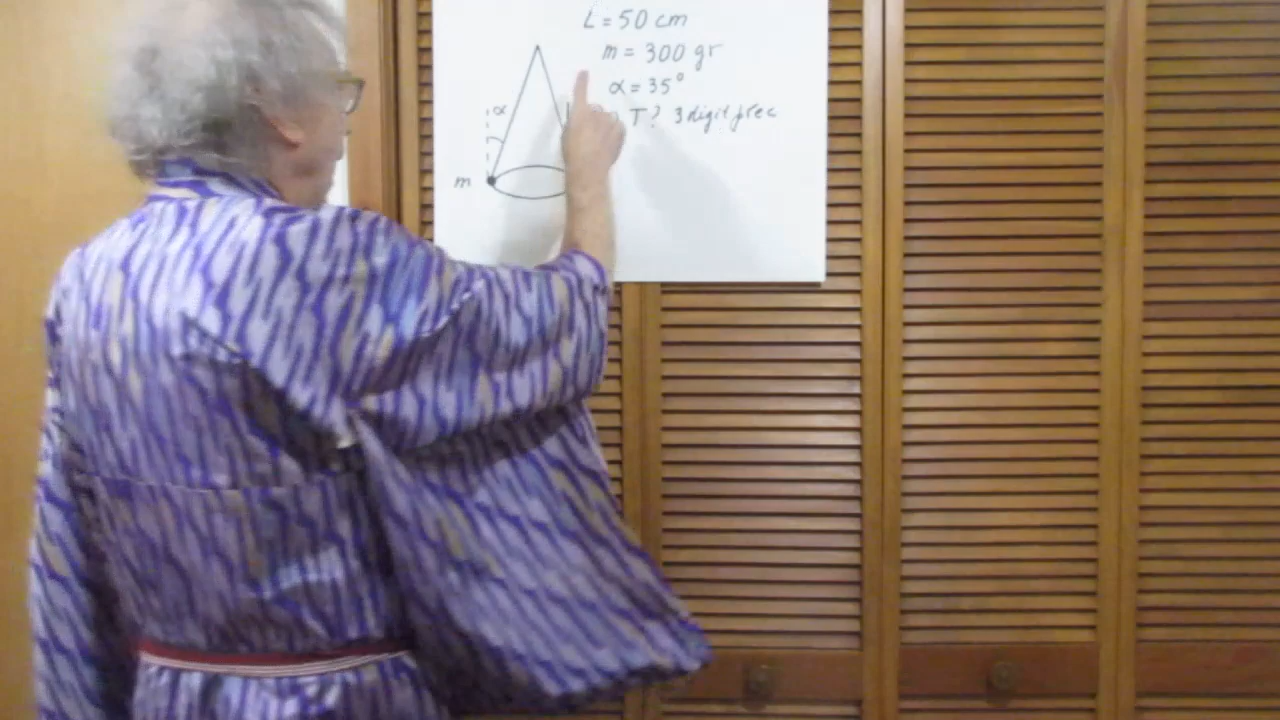 L = 50 cm
m = 300 gr
α = 35°
T? 3 digit prec
α
m